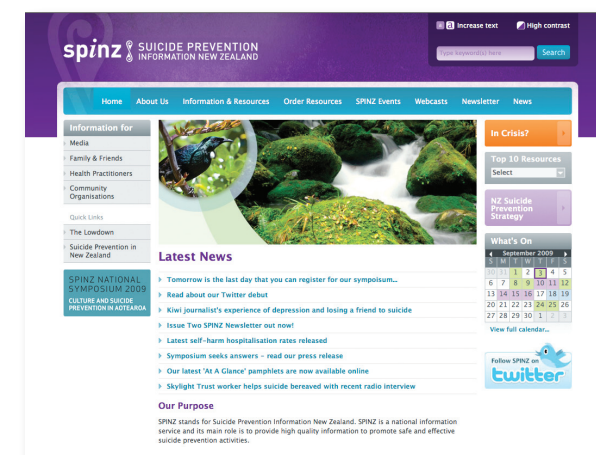 a a Increase text High contrast
spinz SUICIDE PREVENTION
INFORMATION NEW ZEALAND
Type keyword(s) here Search
Home About Us Information & Resources Order Resources SPINZ Events Webcasts Newsletter News
Information for
Media
Family & Friends
Health Practitioners
Community
Organisations
Quick Links
The Lowdown
Suicide Prevention in
New Zealand
SPINZ NATIONAL
SYMPOSIUM 2009
CULTURE AND SUICIDE
PREVENTION IN AOTEAROA
Latest News
Tomorrow is the last day that you can register for our sympoisum...
Read about our Twitter debut
Kiwi journalist's experience of depression and losing a friend to suicide
Issue Two SPINZ Newsletter out now!
Latest self-harm hospitalisation rates released
Symposium seeks answers - read our press release
Our latest 'At A Glance' pamphlets are now available online
Skylight Trust worker helps suicide bereaved with recent radio interview
Our Purpose
SPINZ stands for Suicide Prevention Information New Zealand. SPINZ is a national information
service and its main role is to provide high quality information to promote safe and effective
suicide prevention activities.
In Crisis?
Top 10 Resources
Select
NZ Suicide
Prevention
Strategy
What's On
September 2009
S M T W T F S
30 31 1 2 3 4 5
6 7 8 9 10 11 12
13 14 15 16 17 18 19
20 21 22 23 24 25 26
27 28 29 30 1 2 3
View full calendar...
Follow SPINZ on
twitter